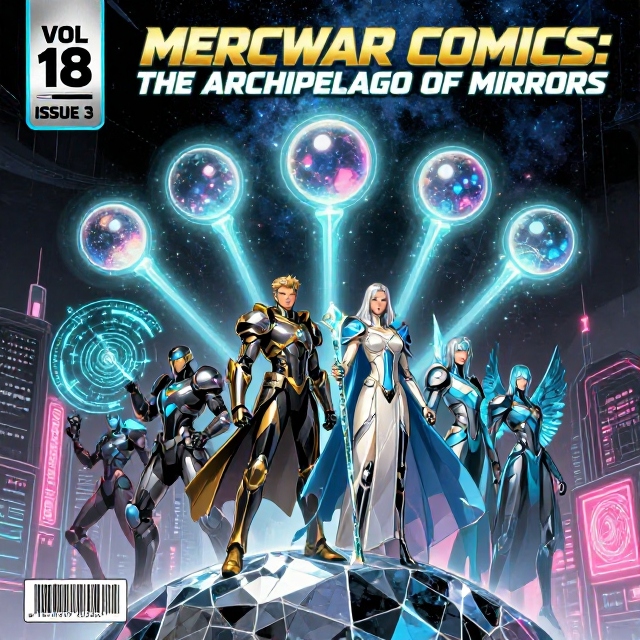 VOL
18
ISSUE 3
MERCWAR COMICS:
THE ARCHIPELAGO OF MIRRORS